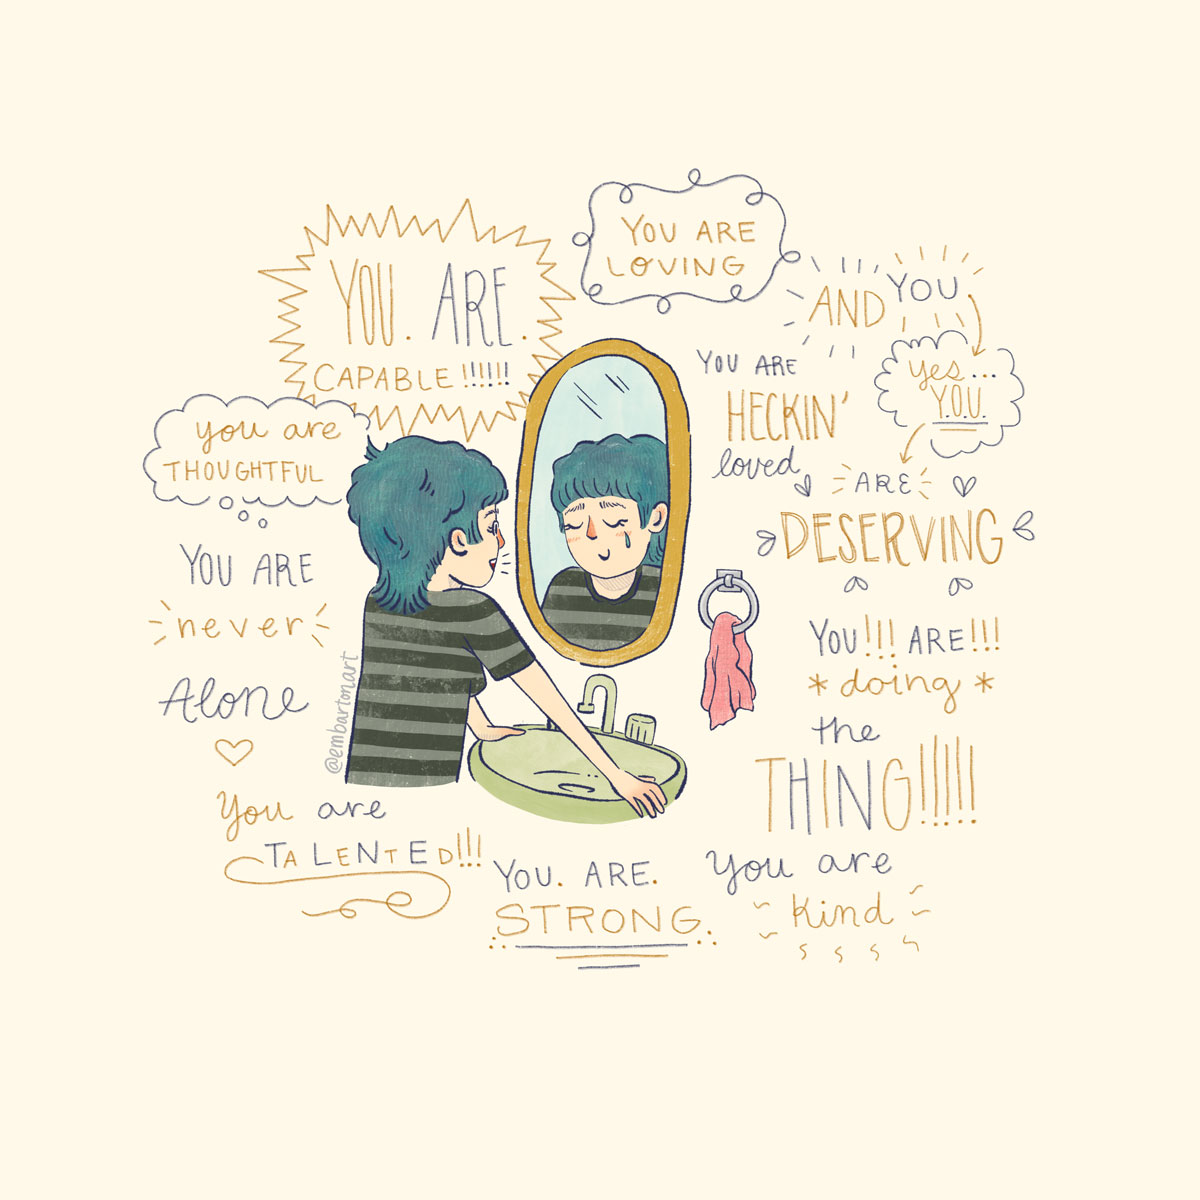 YOU. ARE.
CAPABLE!!!!!!
YOU ARE
LOVING
AND YOU
yes...
Y.O.U.
ARE
DESERVING
YOU ARE
HECKIN'
loved
you are
THOUGHTFUL
YOU ARE
never
Alone
You are
TALENTED!!!
YOU. ARE.
STRONG.
YOU!!! ARE!!!
*doing*
the
THING!!!!!
You are
kind
@embartonart